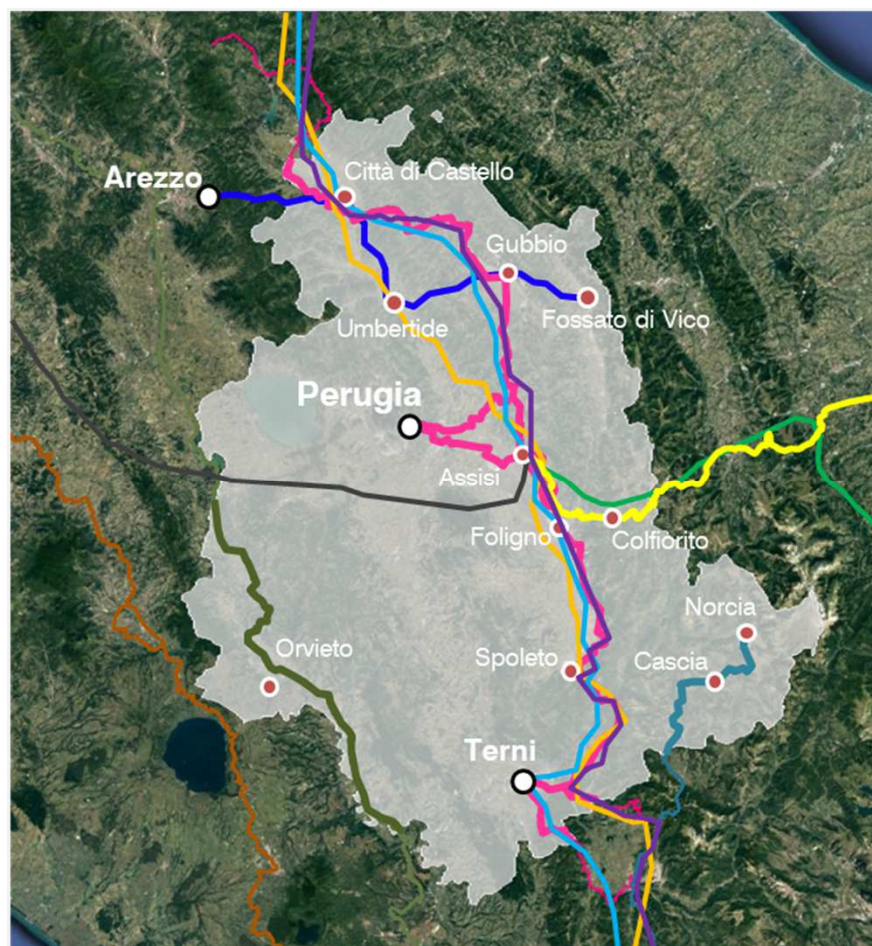 Arezzo
Città di Castello
Gubbio
Umbertide
Fossato di Vico
Perugia
Assisi
Foligno
Colfiorito
Norcia
Orvieto
Spoleto
Cascia
Terni